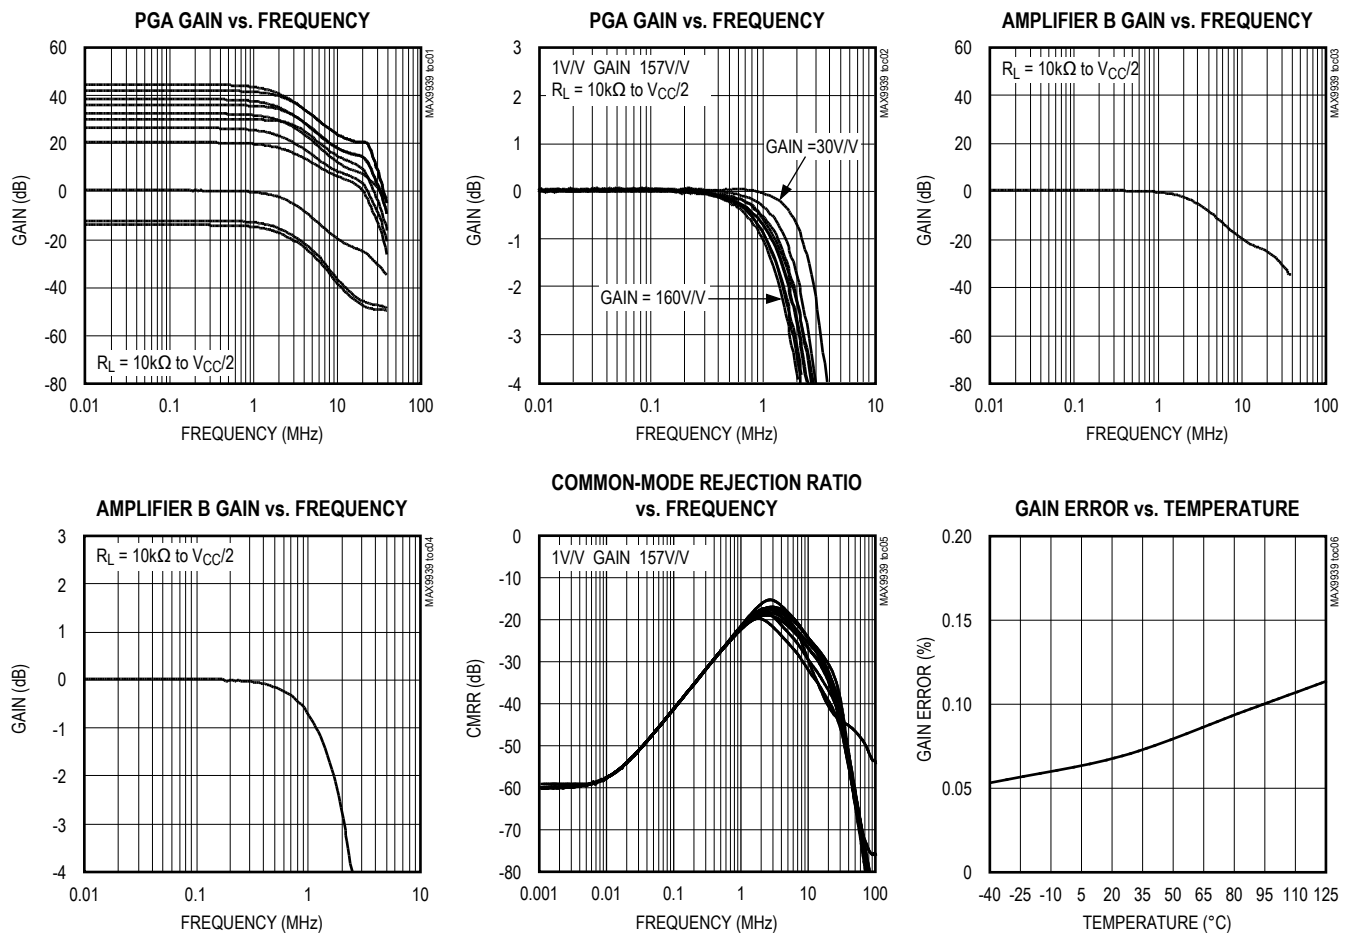 PGA GAIN vs. FREQUENCY
MAX9939 toc01
GAIN (dB)
60
40
20
0
-20
-40
-60
-80
RL = 10kΩ to VCC/2
0.01 0.1 1 10 100
FREQUENCY (MHz)
PGA GAIN vs. FREQUENCY
MAX9939 toc02
GAIN (dB)
3
2
1
0
-1
-2
-3
-4
1V/V GAIN 157V/V
RL = 10kΩ to VCC/2
GAIN =30V/V
GAIN = 160V/V
0.01 0.1 1 10
FREQUENCY (MHz)
AMPLIFIER B GAIN vs. FREQUENCY
MAX9939 toc03
GAIN (dB)
60
40
20
0
-20
-40
-60
-80
RL = 10kΩ to VCC/2
0.01 0.1 1 10 100
FREQUENCY (MHz)
AMPLIFIER B GAIN vs. FREQUENCY
MAX9939 toc04
GAIN (dB)
3
2
1
0
-1
-2
-3
-4
RL = 10kΩ to VCC/2
0.01 0.1 1 10
FREQUENCY (MHz)
COMMON-MODE REJECTION RATIO
vs. FREQUENCY
MAX9939 toc05
CMRR (dB)
0
-10
-20
-30
-40
-50
-60
-70
-80
1V/V GAIN 157V/V
0.001 0.01 0.1 1 10 100
FREQUENCY (MHz)
GAIN ERROR vs. TEMPERATURE
MAX9939 toc06
GAIN ERROR (%)
0.20
0.15
0.10
0.05
0
-40 -25 -10 5 20 35 50 65 80 95 110 125
TEMPERATURE (°C)